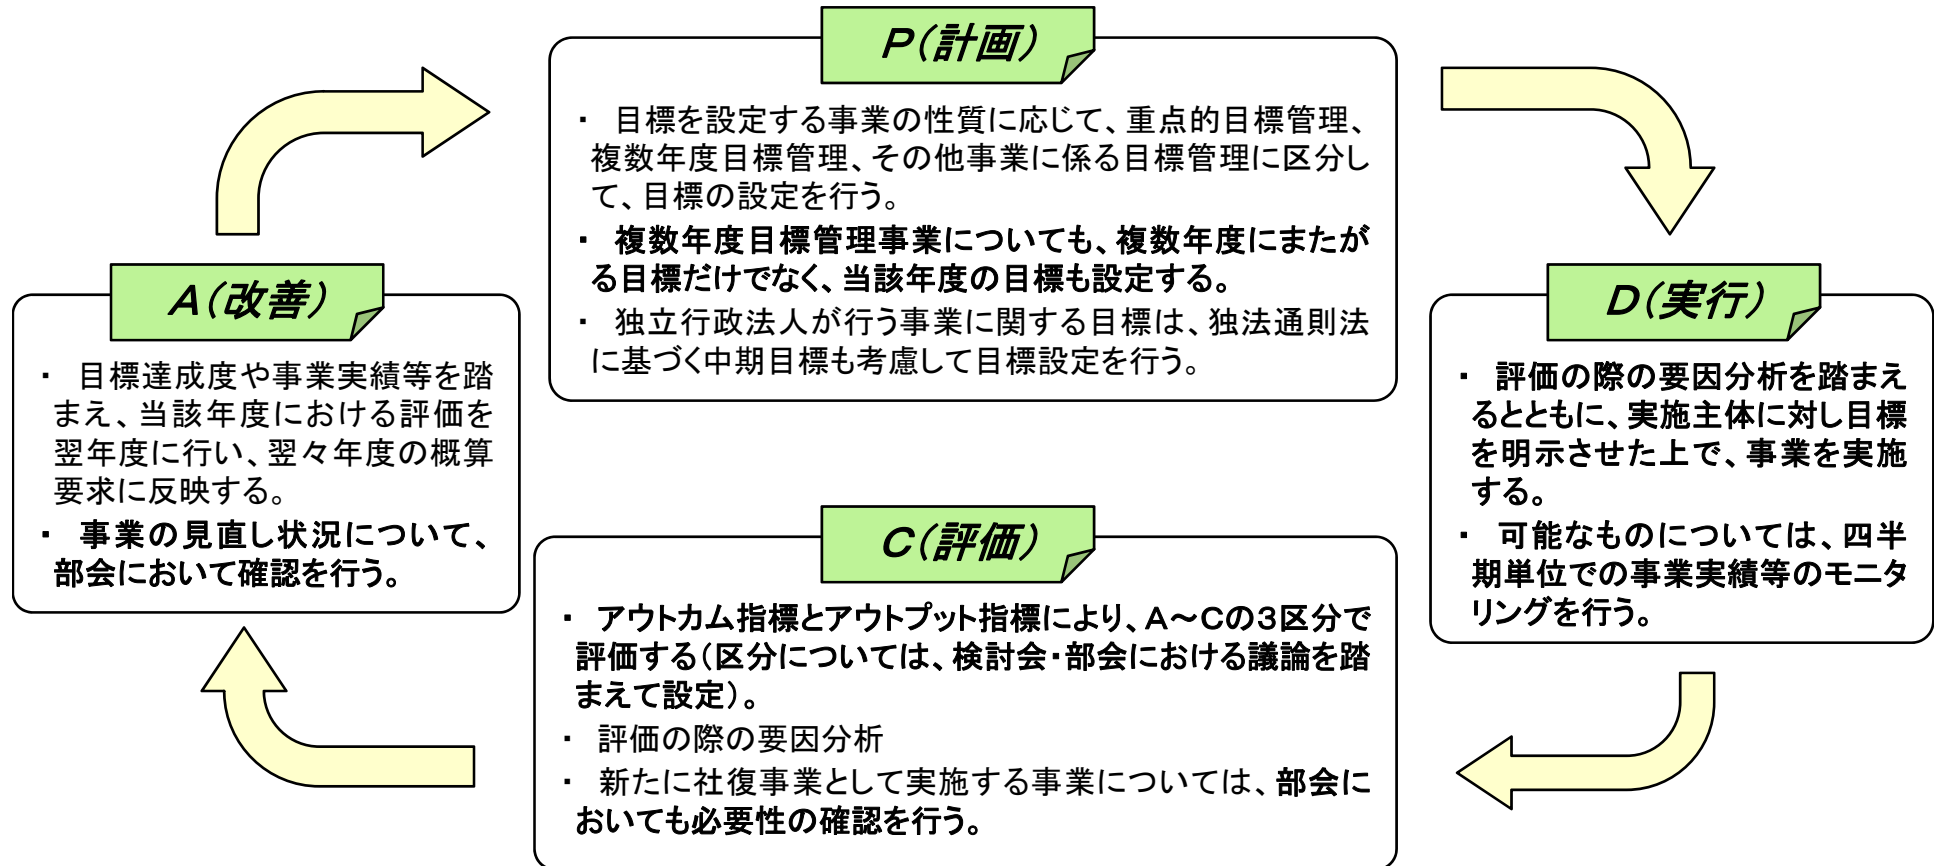 P(計画)
・ 目標を設定する事業の性質に応じて、重点的目標管理、
複数年度目標管理、その他事業に係る目標管理に区分し
て、目標の設定を行う。
・ 複数年度目標管理事業についても、複数年度にまたが
る目標だけでなく、当該年度の目標も設定する。
・ 独立行政法人が行う事業に関する目標は、独法通則法
に基づく中期目標も考慮して目標設定を行う。
D(実行)
・ 評価の際の要因分析を踏まえ
るとともに、実施主体に対し目標
を明示させた上で、事業を実施
する。
・ 可能なものについては、四半
期単位での事業実績等のモニタ
リングを行う。
C(評価)
・ アウトカム指標とアウトプット指標により、A~Cの3区分で
評価する(区分については、検討会・部会における議論を踏
まえて設定)。
・ 評価の際の要因分析
・ 新たに社復事業として実施する事業については、部会に
おいても必要性の確認を行う。
A(改善)
・ 目標達成度や事業実績等を踏
まえ、当該年度における評価を
翌年度に行い、翌々年度の概算
要求に反映する。
・ 事業の見直し状況について、
部会において確認を行う。